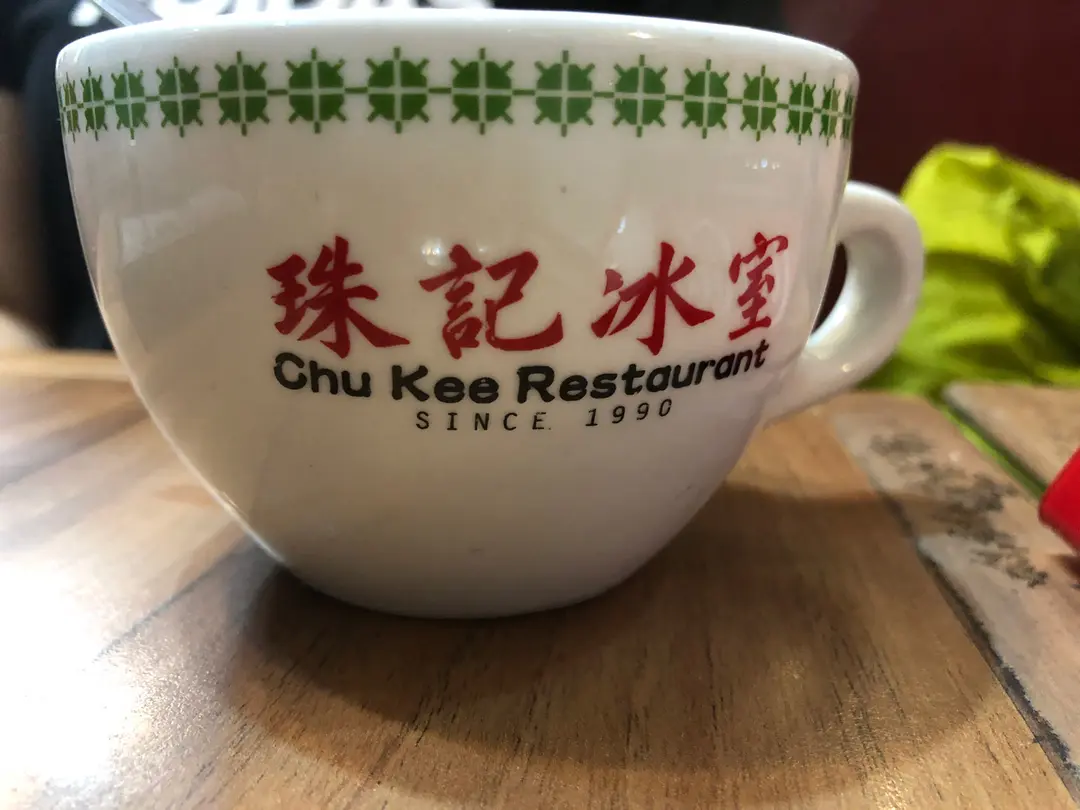 珠記冰室
Chu Kee Restaurant
SINCE. 1990